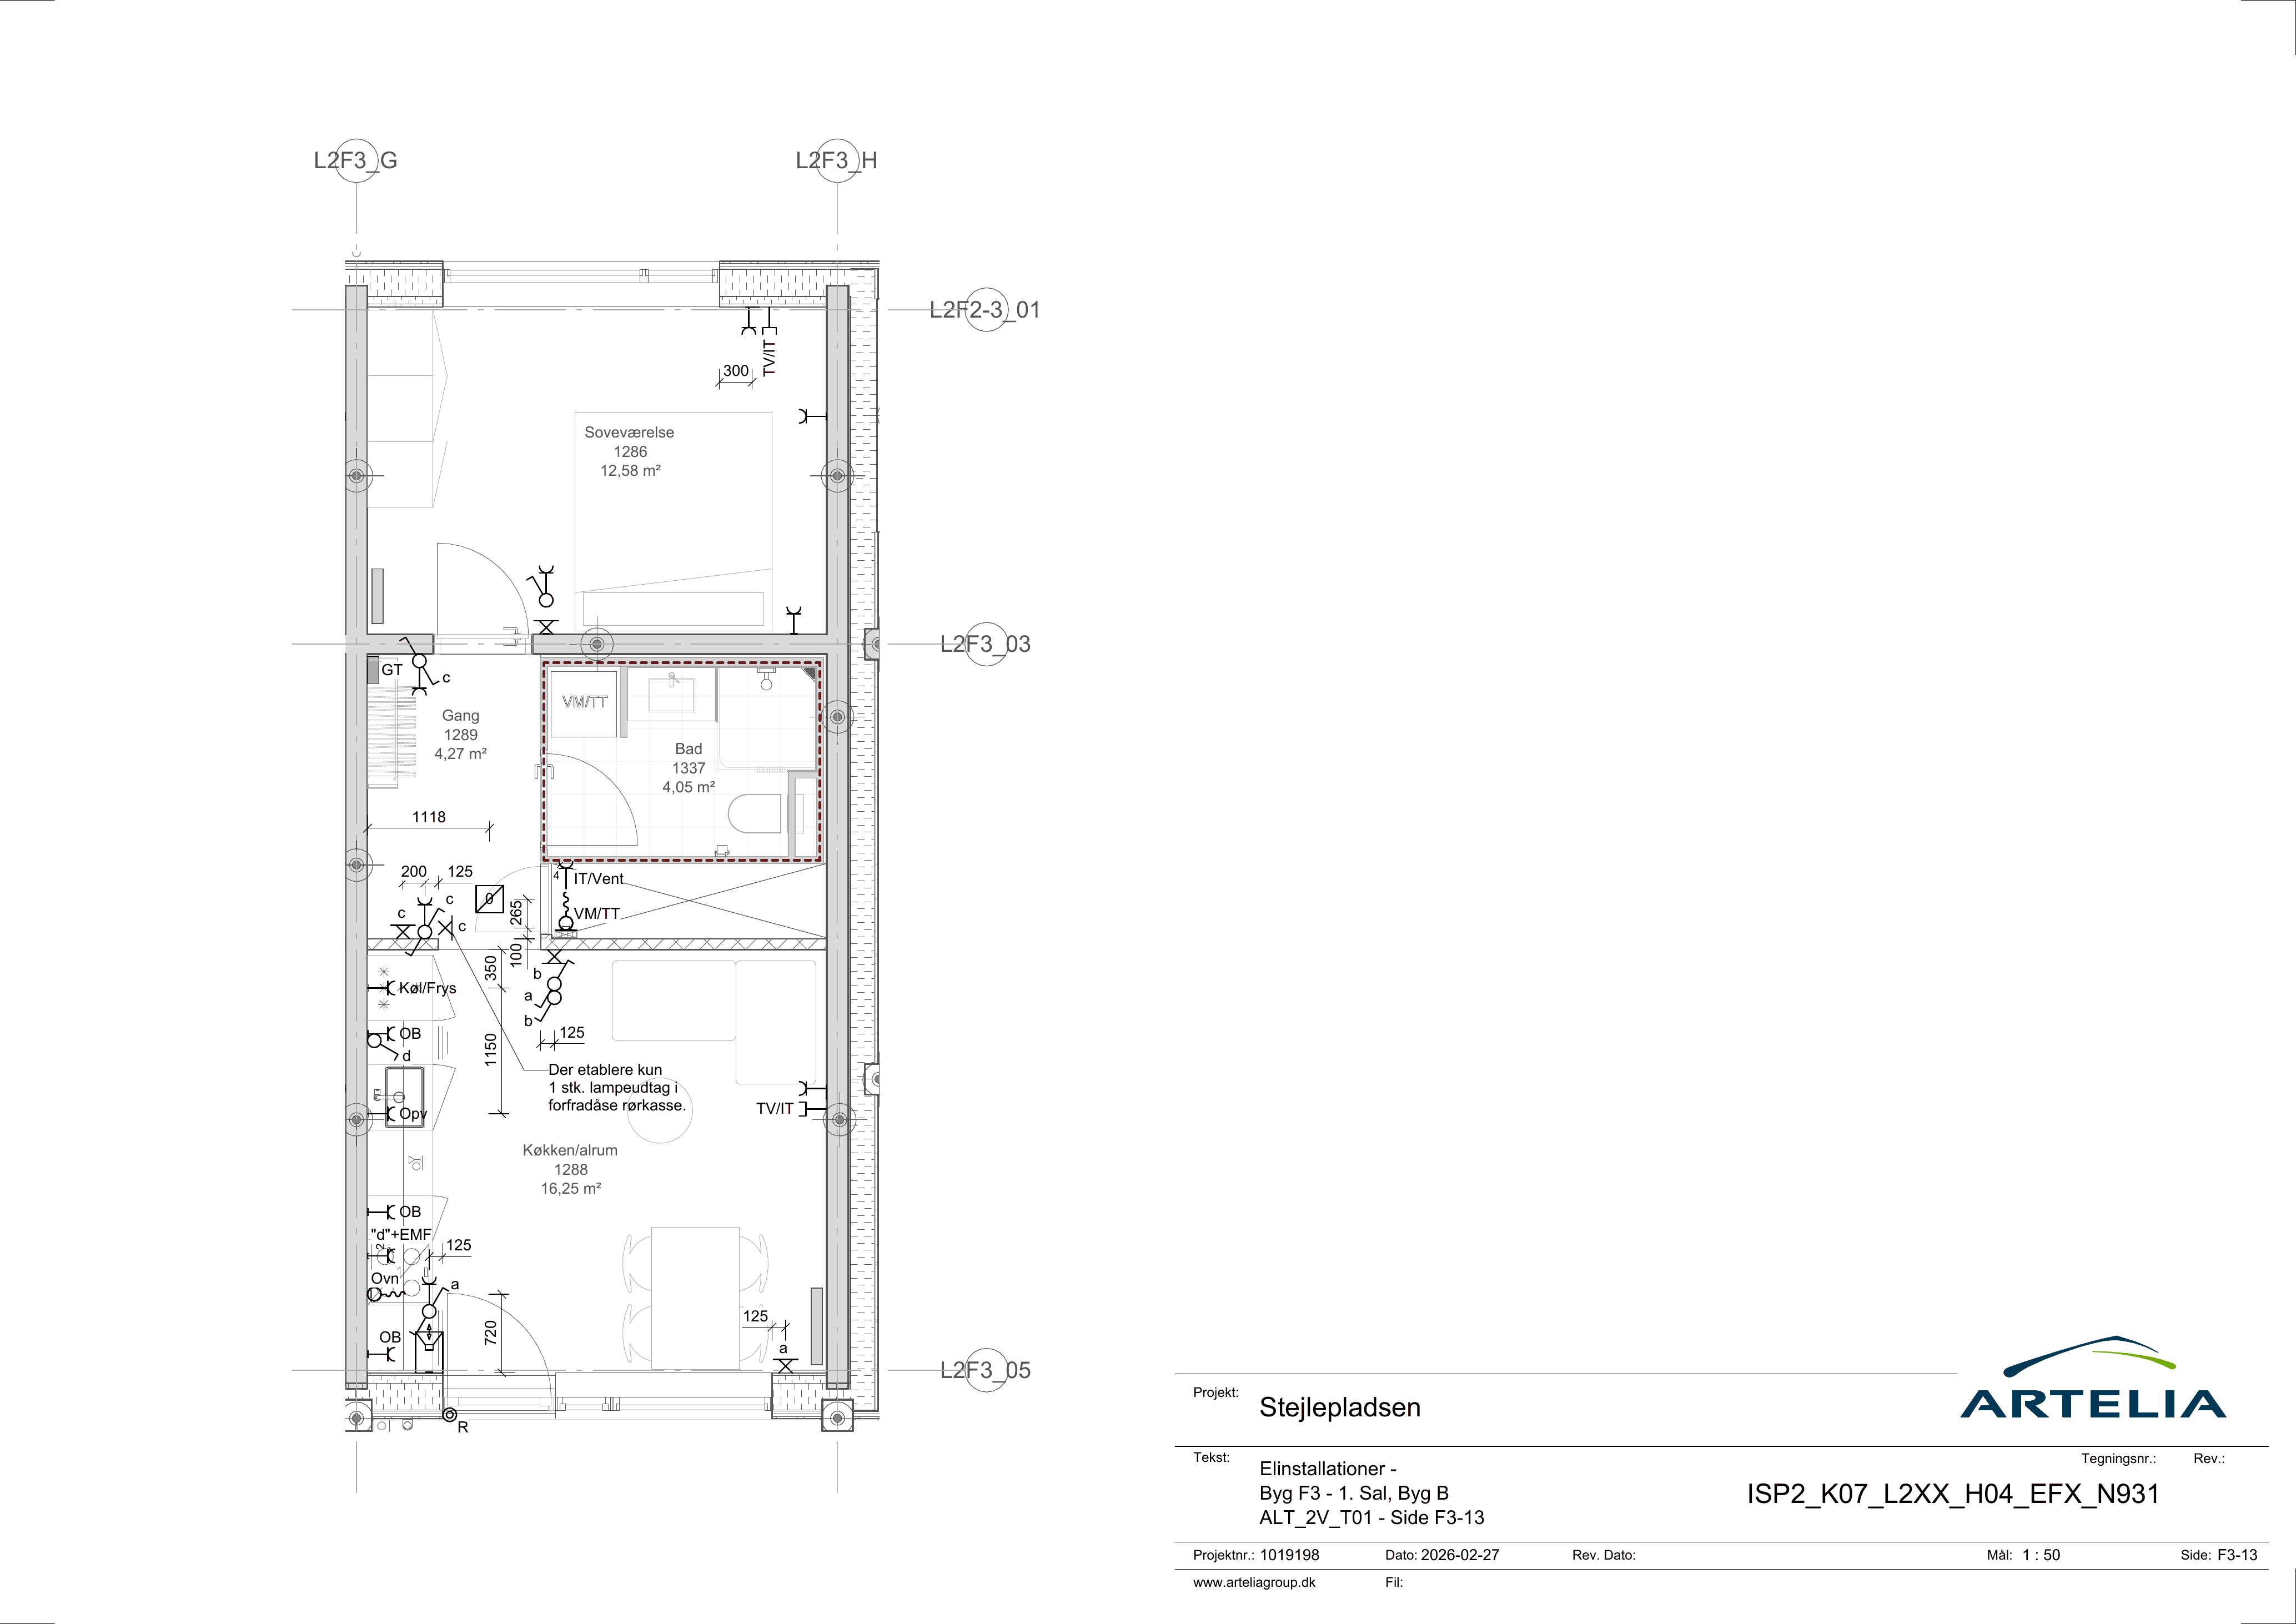 L2F3_G
L2F3_H
L2F2-3_01
TV/IT
300
Soveværelse
1286
12,58 m²
L2F3_03
GT
c
VM/TT
Gang
1289
4,27 m²
Bad
1337
4,05 m²
1118
200
125
4
IT/Vent
c
c
c
0
265
VM/TT
100
350
b
a
b
Køl/Frys
OB
d
125
1150
Der etablere kun
1 stk. lampeudtag i
forfradåse rørkasse.
Opv
TV/IT
Køkken/alrum
1288
16,25 m²
OB
"d"+EMF
2
125
Ovn
a
720
125
a
OB
L2F3_05
R
Projekt:
Stejlepladsen
ARTELIA
Tekst:
Elinstallationer -
Byg F3 - 1. Sal, Byg B
ALT_2V_T01 - Side F3-13
Tegningsnr.:
Rev.:
ISP2_K07_L2XX_H04_EFX_N931
Projektnr.: 1019198
Dato: 2026-02-27
Rev. Dato:
Mål: 1 : 50
Side: F3-13
www.arteliagroup.dk
Fil: